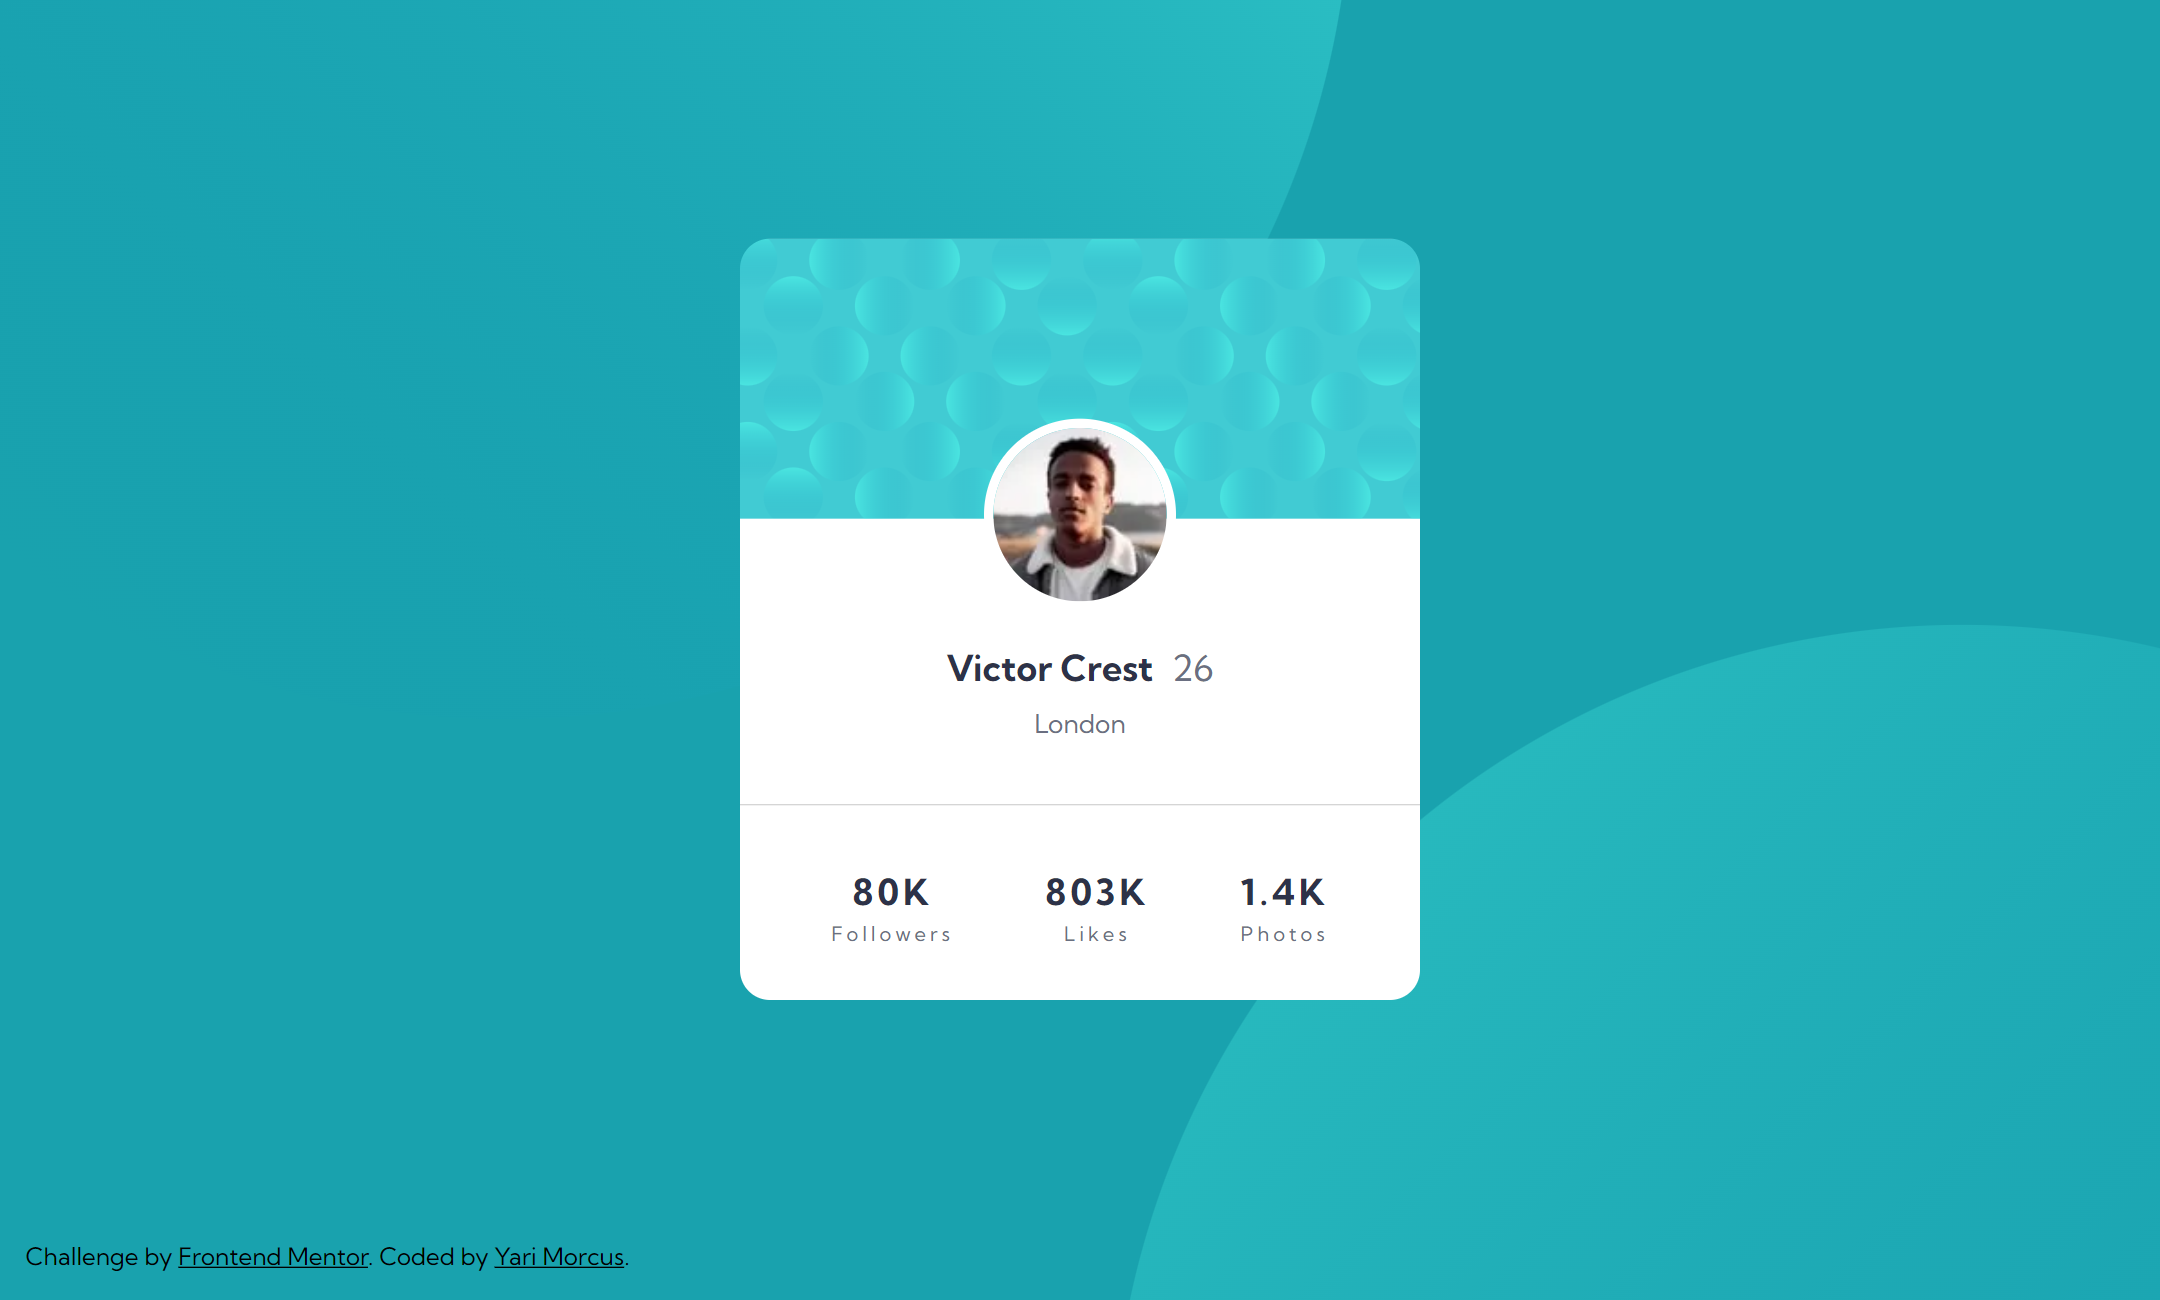 Victor Crest 26
London
80K 803K 1.4K
Followers Likes Photos
Challenge by Frontend Mentor. Coded by Yari Morcus.